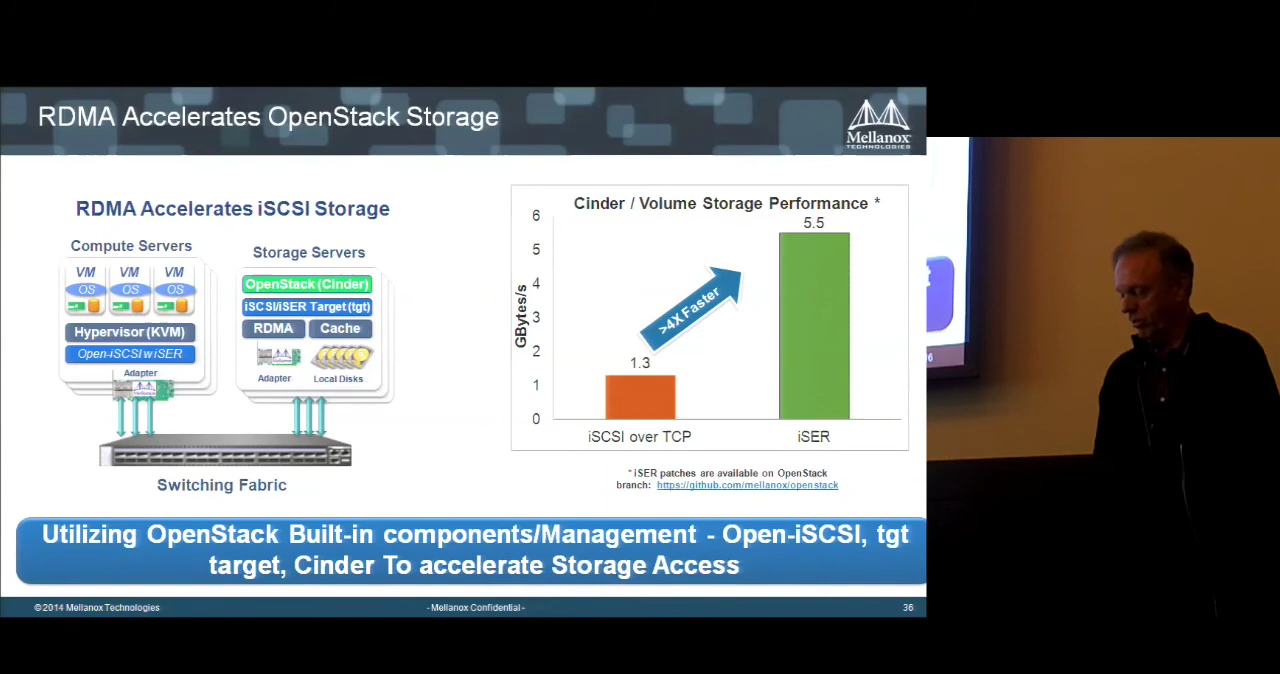 RDMA Accelerates OpenStack Storage
Mellanox
TECHNOLOGIES
RDMA Accelerates iSCSI Storage
Compute Servers
VM VM VM
OS OS OS
Hypervisor (KVM)
Open-iSCSI w iSER
Adapter
Mellanox
Storage Servers
OpenStack (Cinder)
iSCSI/iSER Target (tgt)
RDMA Cache
Adapter Local Disks
Switching Fabric
Cinder / Volume Storage Performance *
GBytes/s
6
5
4
3
2
1
0
1.3
5.5
>4X Faster
iSCSI over TCP iSER
* iSER patches are available on OpenStack
branch: https://github.com/mellanox/openstack
Utilizing OpenStack Built-in components/Management - Open-iSCSI, tgt
target, Cinder To accelerate Storage Access
© 2014 Mellanox Technologies - Mellanox Confidential - 36